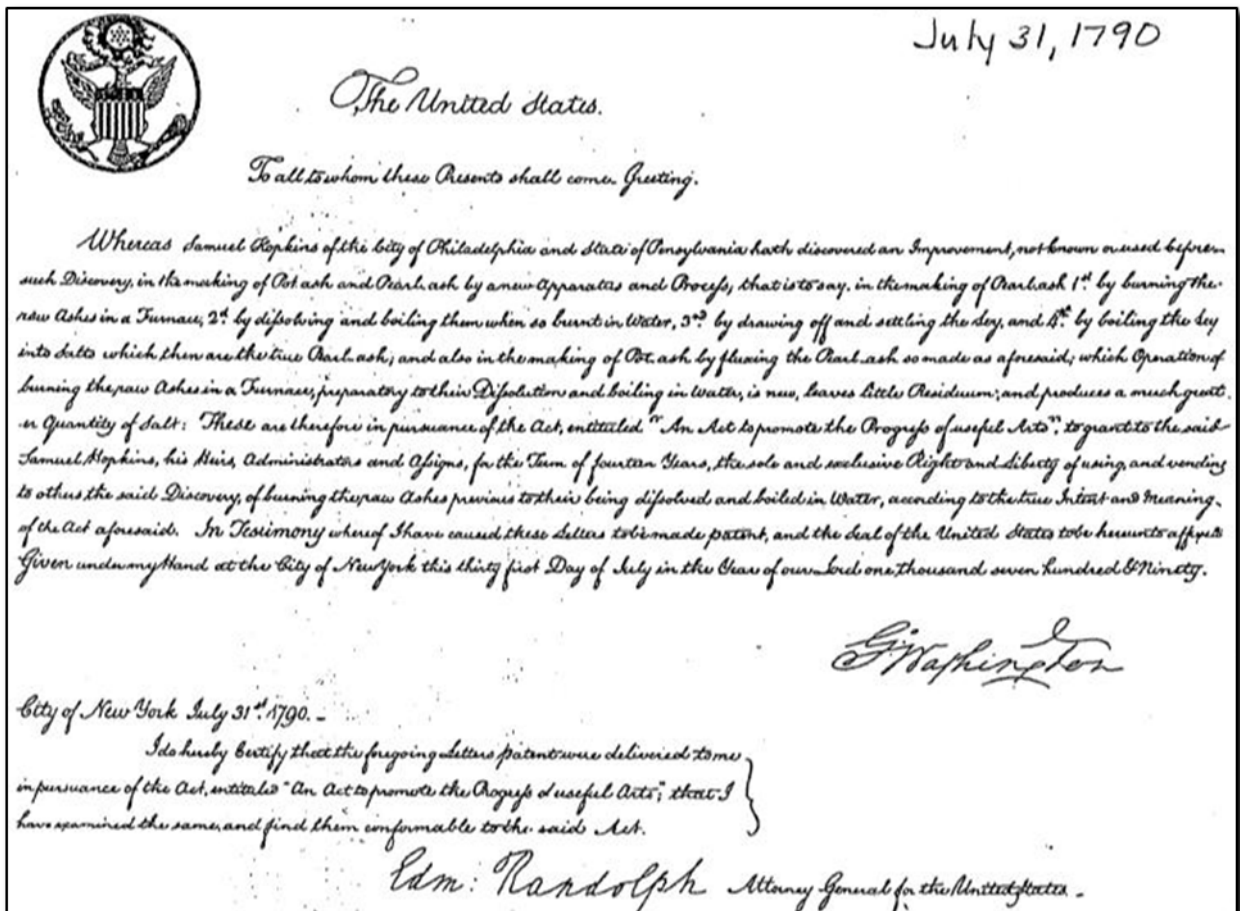 July 31, 1790
The United States.
To all to whom these Presents shall come. Greeting.
Whereas Samuel Hopkins of the City of Philadelphia and State of Pensylvania hath discovered an Improvement, not known or used before
such Discovery, in the making of Pot ash and Pearl ash by a new Apparatus and Process; that is to say, in the making of Pearl ash 1st. by burning the
raw Ashes in a Furnace, 2d. by dissolving and boiling them when so burnt in Water, 3rd. by drawing off and settling the Ley, and 4th. by boiling the Ley
into Salts which then are the true Pearl ash; and also in the making of Pot ash by fluxing the Pearl ash so made as aforesaid; which Operation of
burning the raw Ashes in a Furnace, preparatory to their Dissolution and boiling in Water, is new, leaves little Residuum; and produces a much great
er Quantity of Salt: These are therefore in pursuance of the Act, entituled "An Act to promote the Progress of useful Arts", to grant to the said
Samuel Hopkins, his Heirs, Administrators and Assigns, for the Term of fourteen Years, the sole and exclusive Right and Liberty of using, and vending
to others the said Discovery, of burning the raw Ashes previous to their being dissolved and boiled in Water, according to the true Intent and Meaning
of the Act aforesaid. In Testimony whereof I have caused these Letters to be made patent, and the Seal of the United States to be hereunto affixed
Given under my Hand at the City of New York this thirty first Day of July in the Year of our Lord one thousand seven hundred & Ninety.
G. Washington
City of New York July 31st. 1790. -
I do hereby Certify that the foregoing Letters patent were delivered to me
in pursuance of the Act, entituled "An Act to promote the Progress of useful Arts"; that I
have examined the same, and find them conformable to the said Act.
Edm: Randolph Attorney General for the United States.